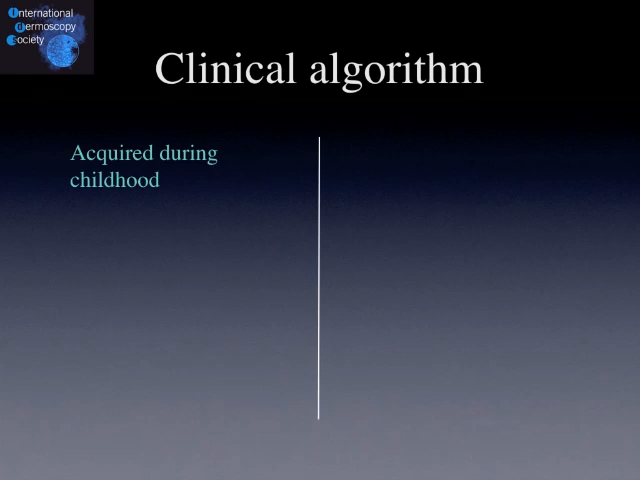 International
Dermoscopy
Society
Clinical algorithm
Acquired during
childhood